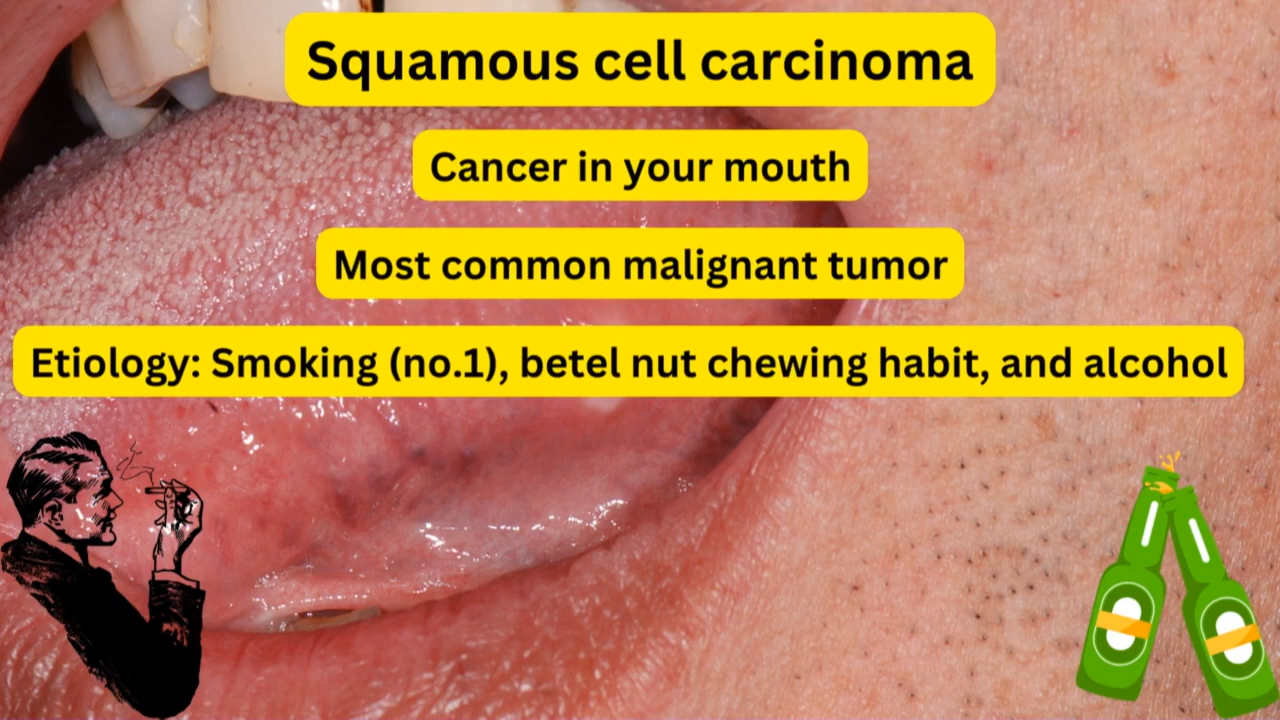 Squamous cell carcinoma
Cancer in your mouth
Most common malignant tumor
Etiology: Smoking (no.1), betel nut chewing habit, and alcohol